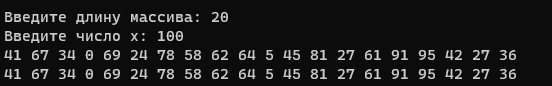 Введите длину массива: 20
Введите число x: 100
41 67 34 0 69 24 78 58 62 64 5 45 81 27 61 91 95 42 27 36
41 67 34 0 69 24 78 58 62 64 5 45 81 27 61 91 95 42 27 36